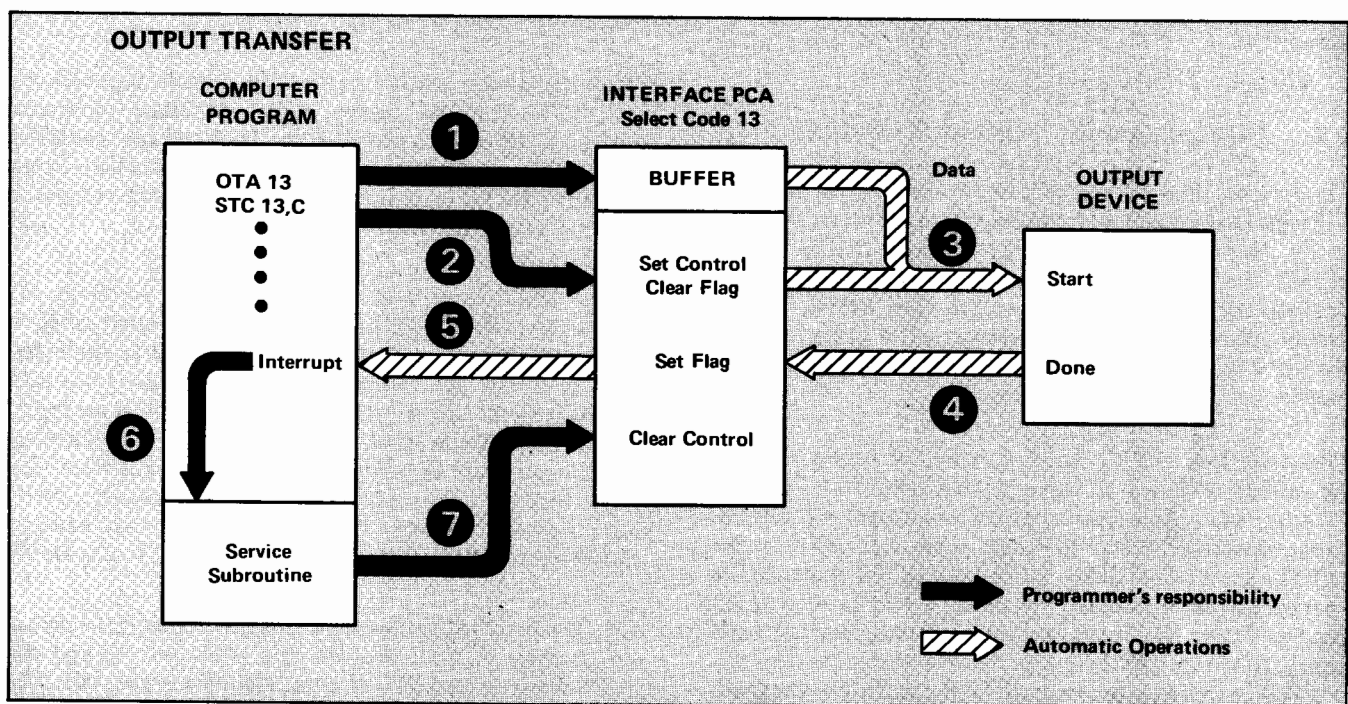 OUTPUT TRANSFER
COMPUTER
PROGRAM
OTA 13
STC 13,C
Interrupt
Service
Subroutine
1
2
5
6
7
INTERFACE PCA
Select Code 13
BUFFER
Set Control
Clear Flag
Set Flag
Clear Control
Data
3
4
OUTPUT
DEVICE
Start
Done
Programmer's responsibility
Automatic Operations